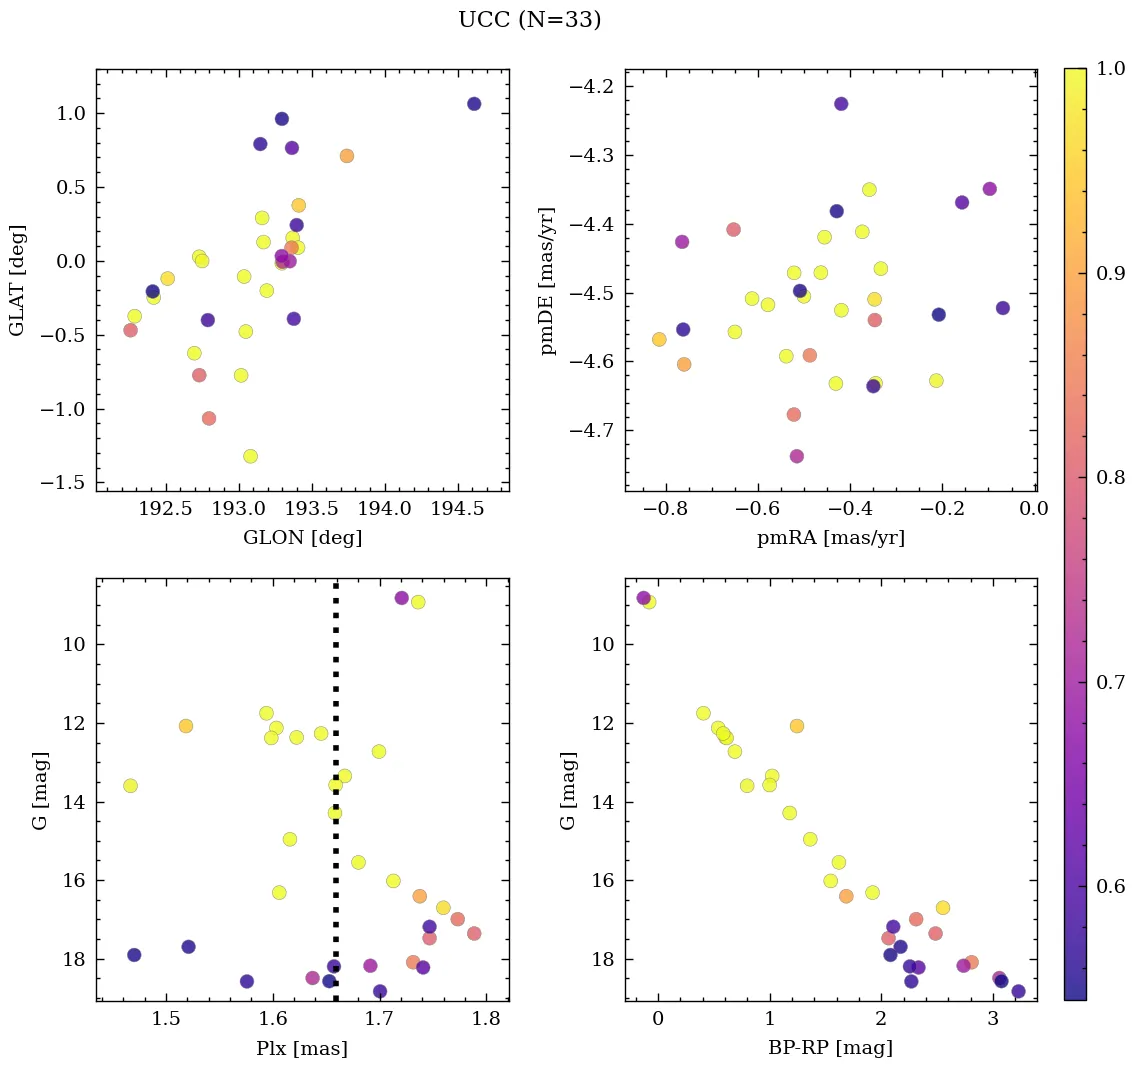 UCC (N=33)
1.0
0.5
0.0
−0.5
−1.0
−1.5
GLAT [deg]
192.5 193.0 193.5 194.0 194.5
GLON [deg]
−4.2
−4.3
−4.4
−4.5
−4.6
−4.7
pmDE [mas/yr]
−0.8 −0.6 −0.4 −0.2 0.0
pmRA [mas/yr]
10
12
14
16
18
G [mag]
1.5 1.6 1.7 1.8
Plx [mas]
10
12
14
16
18
G [mag]
0 1 2 3
BP-RP [mag]
1.0
0.9
0.8
0.7
0.6